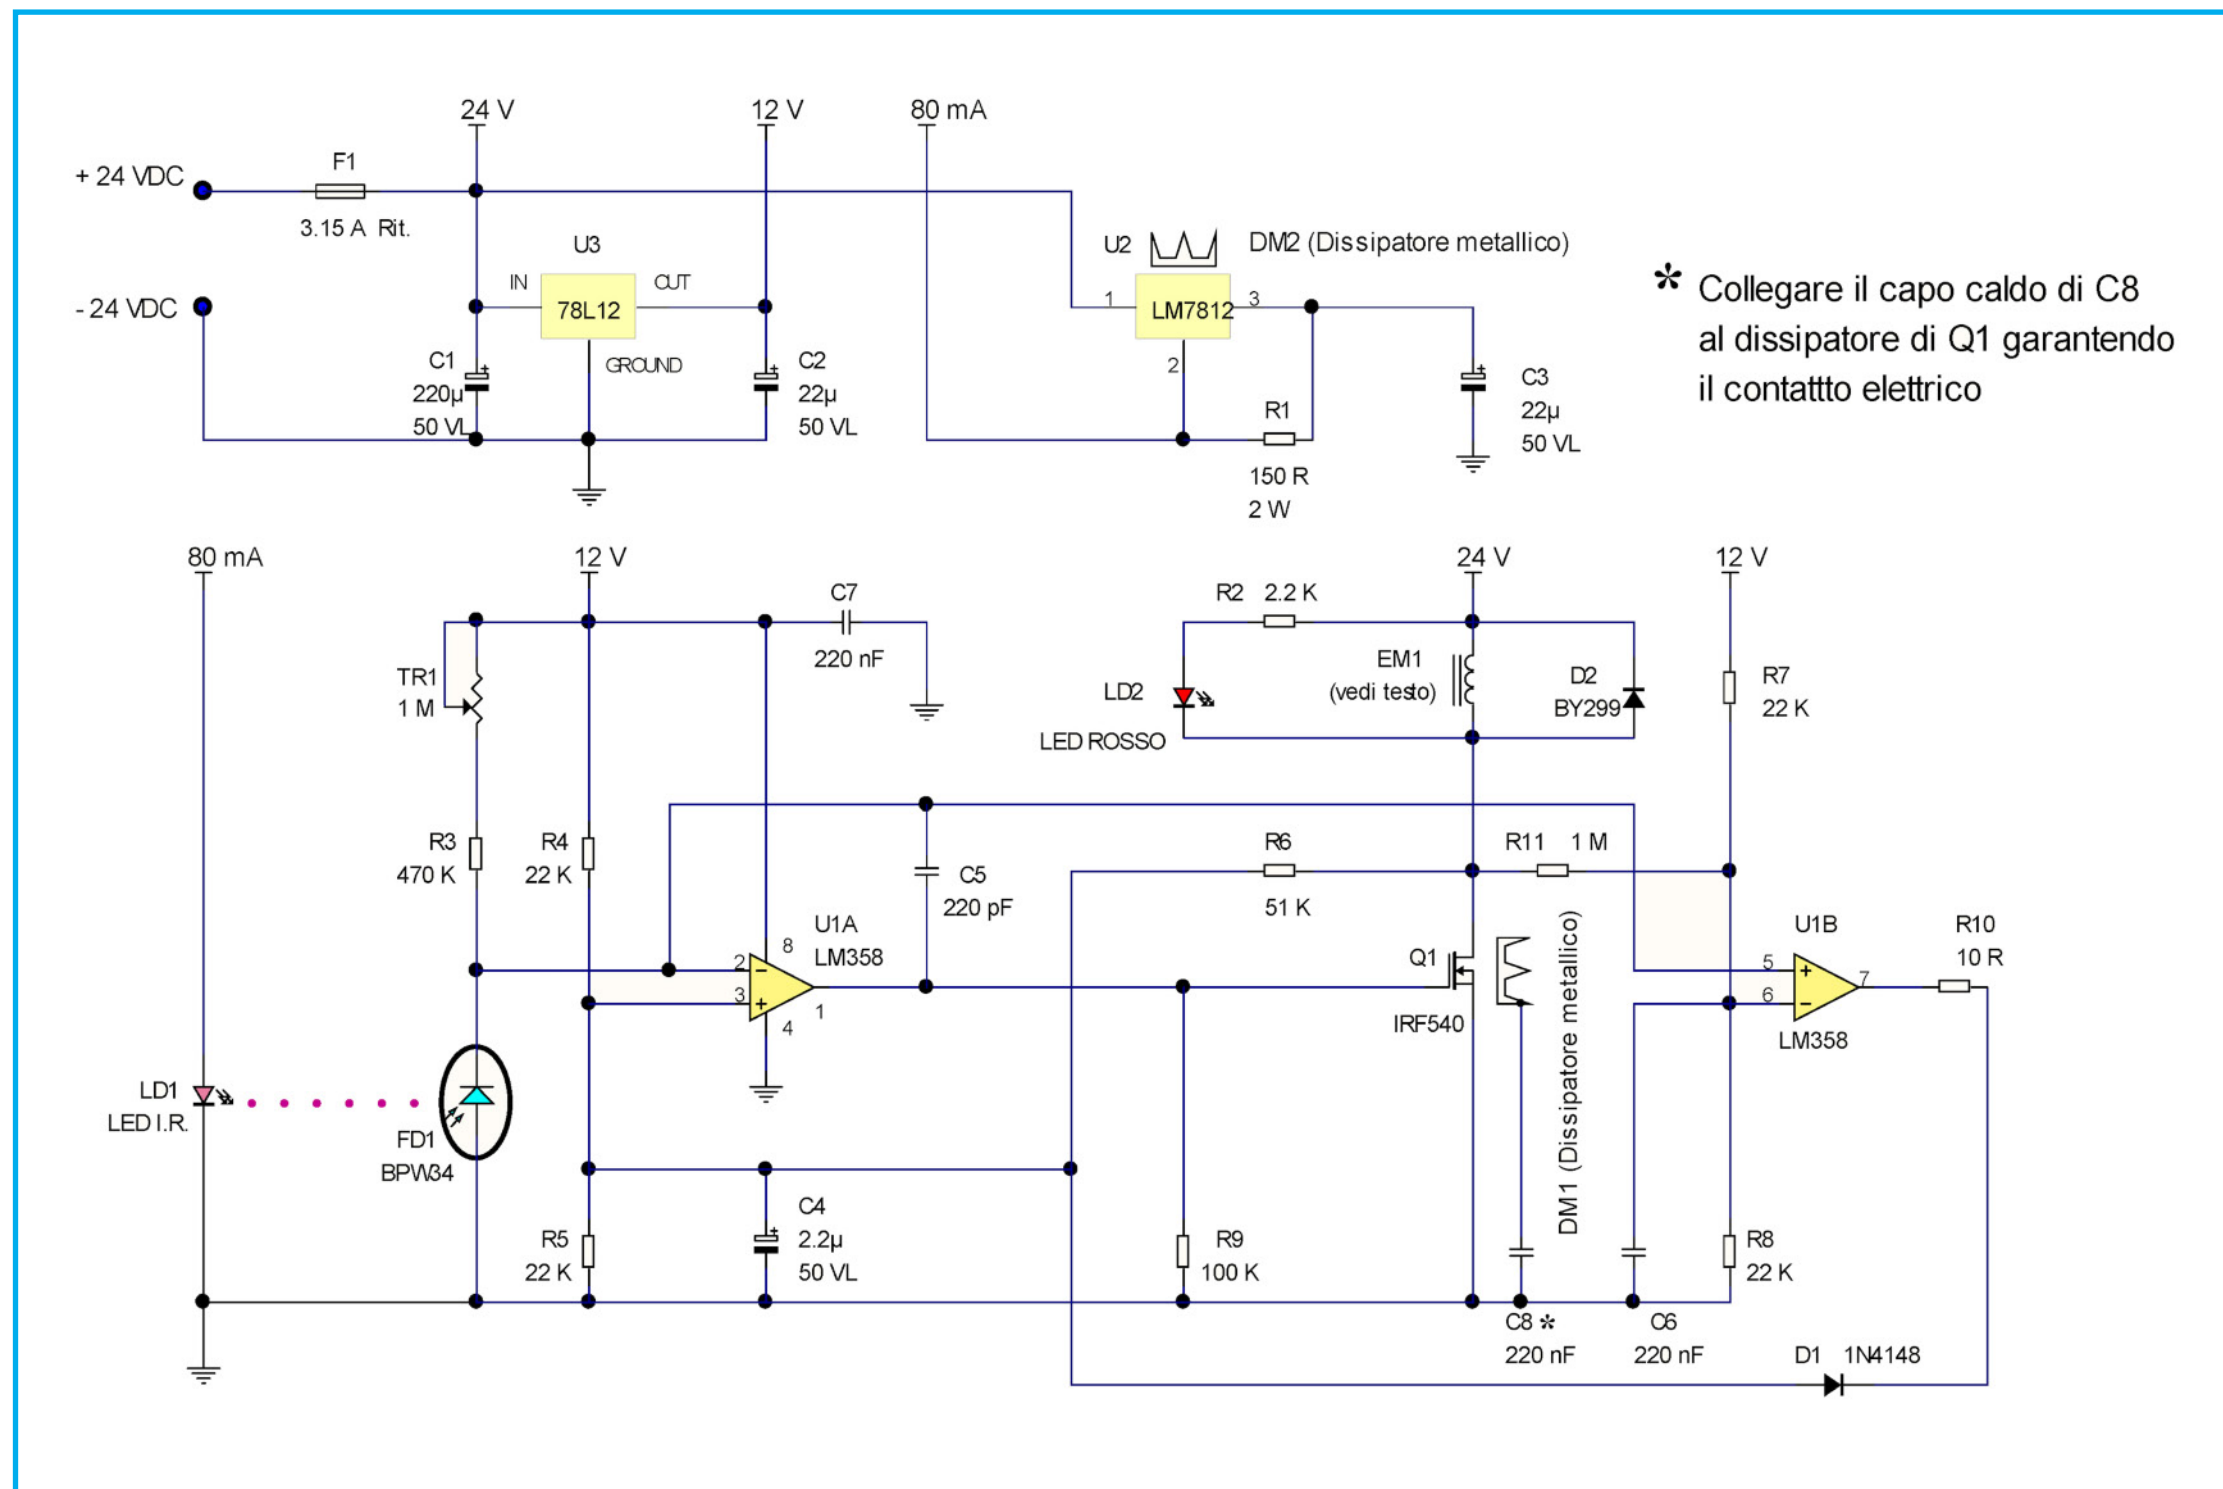 24 V
12 V
80 mA
+ 24 VDC
F1
3.15 A Rit.
- 24 VDC
U3
IN
OUT
78L12
GROUND
C1
220µ
50 VL
C2
22µ
50 VL
U2
DM2 (Dissipatore metallico)
1
LM7812
3
2
R1
150 R
2 W
C3
22µ
50 VL
* Collegare il capo caldo di C8
al dissipatore di Q1 garantendo
il contattto elettrico
80 mA
12 V
24 V
12 V
C7
220 nF
R2 2.2 K
TR1
1 M
EM1
(vedi testo)
LD2
LED ROSSO
D2
BY299
R7
22 K
R3
470 K
R4
22 K
C5
220 pF
R6
51 K
R11 1 M
U1A
LM358
8
2
3
1
4
Q1
IRF540
DM1 (Dissipatore metallico)
U1B
5
6
7
LM358
R10
10 R
LD1
LED I.R.
FD1
BPW34
C4
2.2µ
50 VL
R5
22 K
R9
100 K
R8
22 K
C8 *
220 nF
C6
220 nF
D1 1N4148